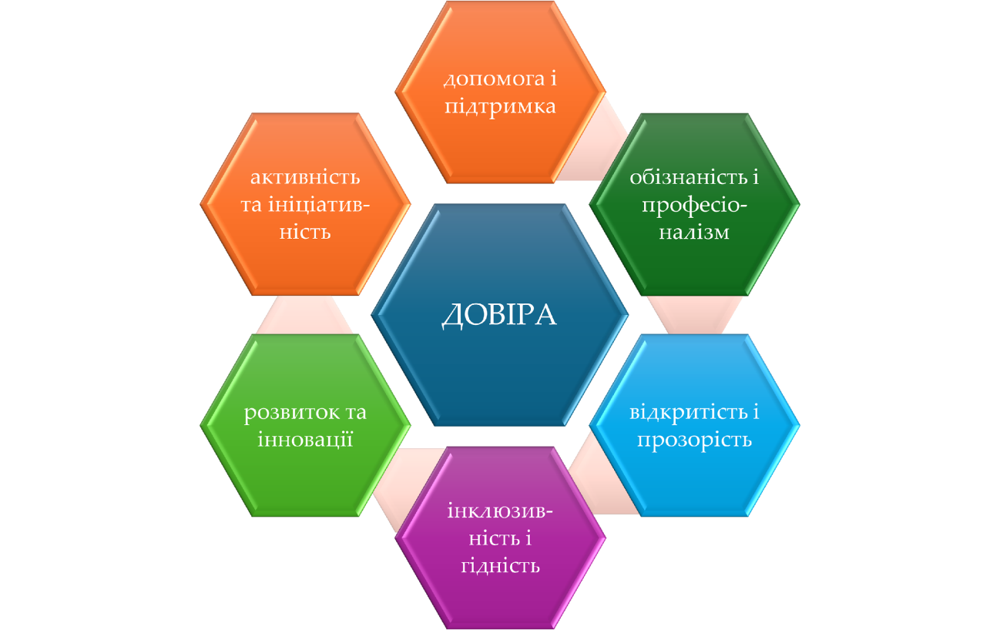 допомога і
підтримка
обізнаність і
професіо-
налізм
відкритість і
прозорість
інклюзив-
ність і
гідність
розвиток та
інновації
активність
та ініціатив-
ність
ДОВІРА